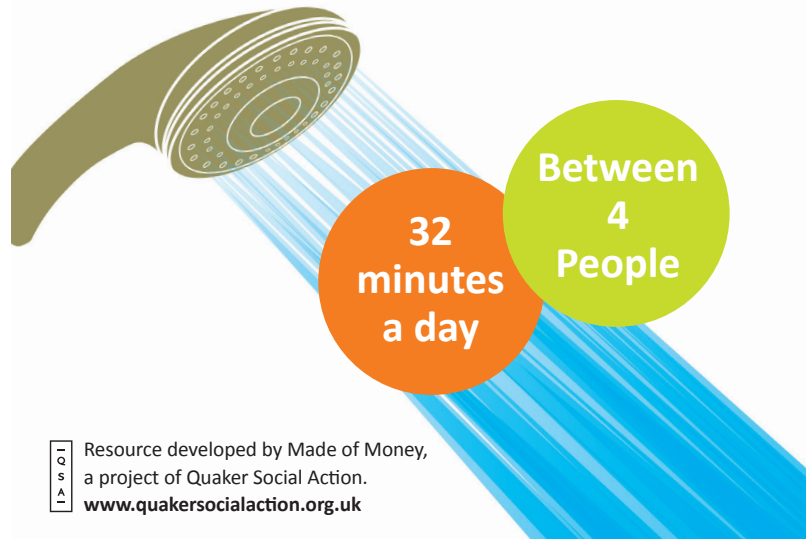 Between
4
People
32
minutes
a day
Q
S
A
Resource developed by Made of Money,
a project of Quaker Social Action.
www.quakersocialaction.org.uk